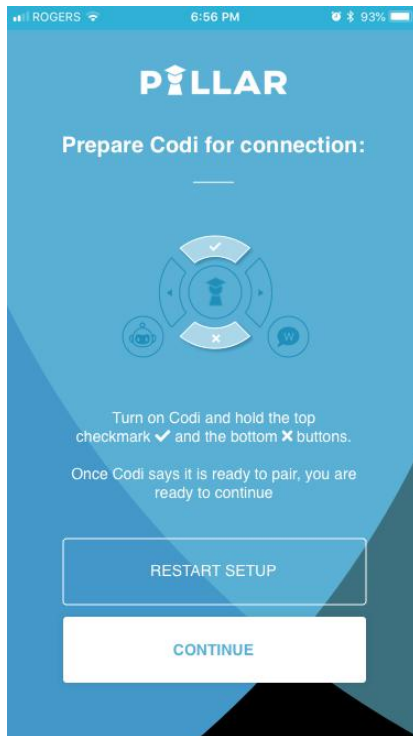 ROGERS 6:56 PM 93%
PILLAR
Prepare Codi for connection:
W
Turn on Codi and hold the top
checkmark ✓ and the bottom ✕ buttons.
Once Codi says it is ready to pair, you are
ready to continue
RESTART SETUP
CONTINUE